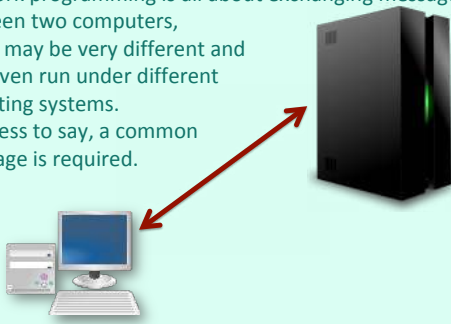 programming is all about exchanging
een two computers,
may be very different and
ven run under different
ting systems.
ess to say, a common
age is required.